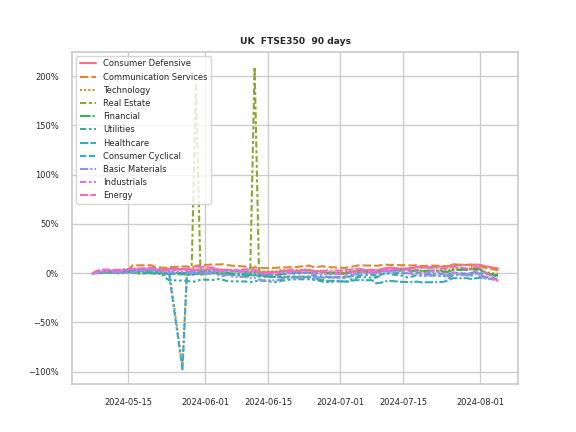 UK FTSE350 90 days
200%
150%
100%
50%
0%
−50%
−100%
Consumer Defensive
Communication Services
Technology
Real Estate
Financial
Utilities
Healthcare
Consumer Cyclical
Basic Materials
Industrials
Energy
2024-05-15
2024-06-01
2024-06-15
2024-07-01
2024-07-15
2024-08-01